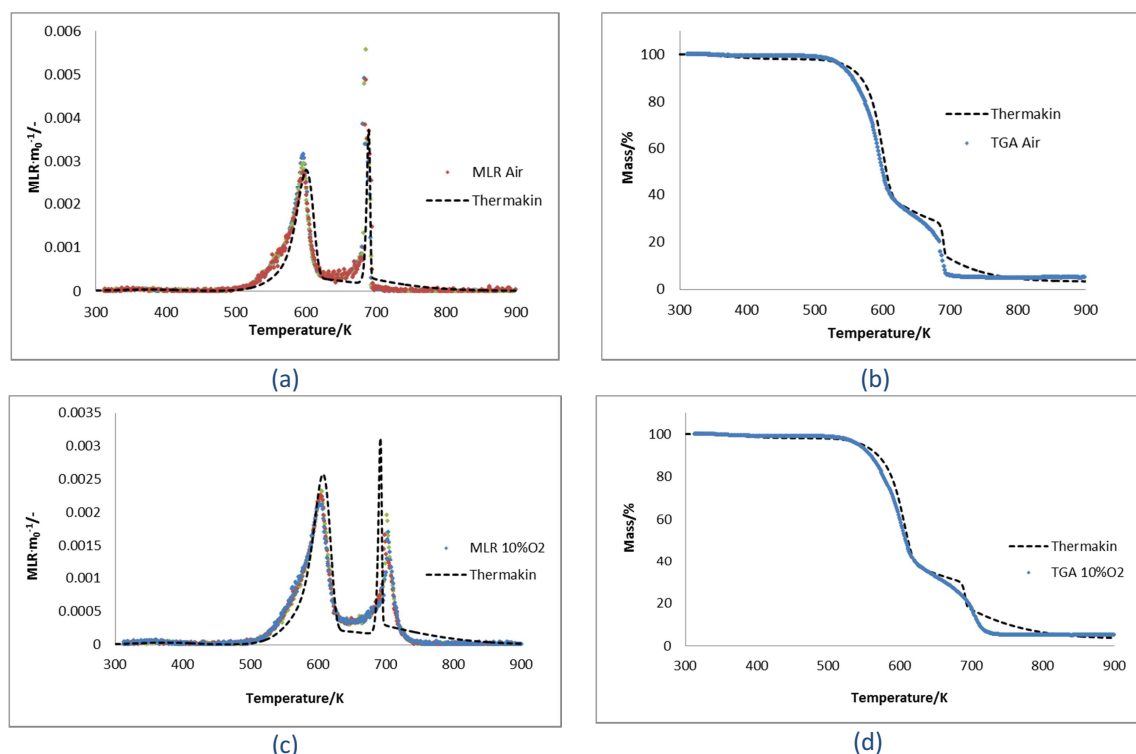 0.006
0.005
0.004
0.003
0.002
0.001
0
MLR·m₀⁻¹/-
MLR Air
Thermakin
300 400 500 600 700 800 900
Temperature/K
(a)
100
80
60
40
20
0
Mass/%
Thermakin
TGA Air
300 400 500 600 700 800 900
Temperature/K
(b)
0.0035
0.003
0.0025
0.002
0.0015
0.001
0.0005
0
MLR·m₀⁻¹/-
MLR 10%O2
Thermakin
300 400 500 600 700 800 900
Temperature/K
(c)
100
80
60
40
20
0
Mass/%
Thermakin
TGA 10%O2
300 400 500 600 700 800 900
Temperature/K
(d)